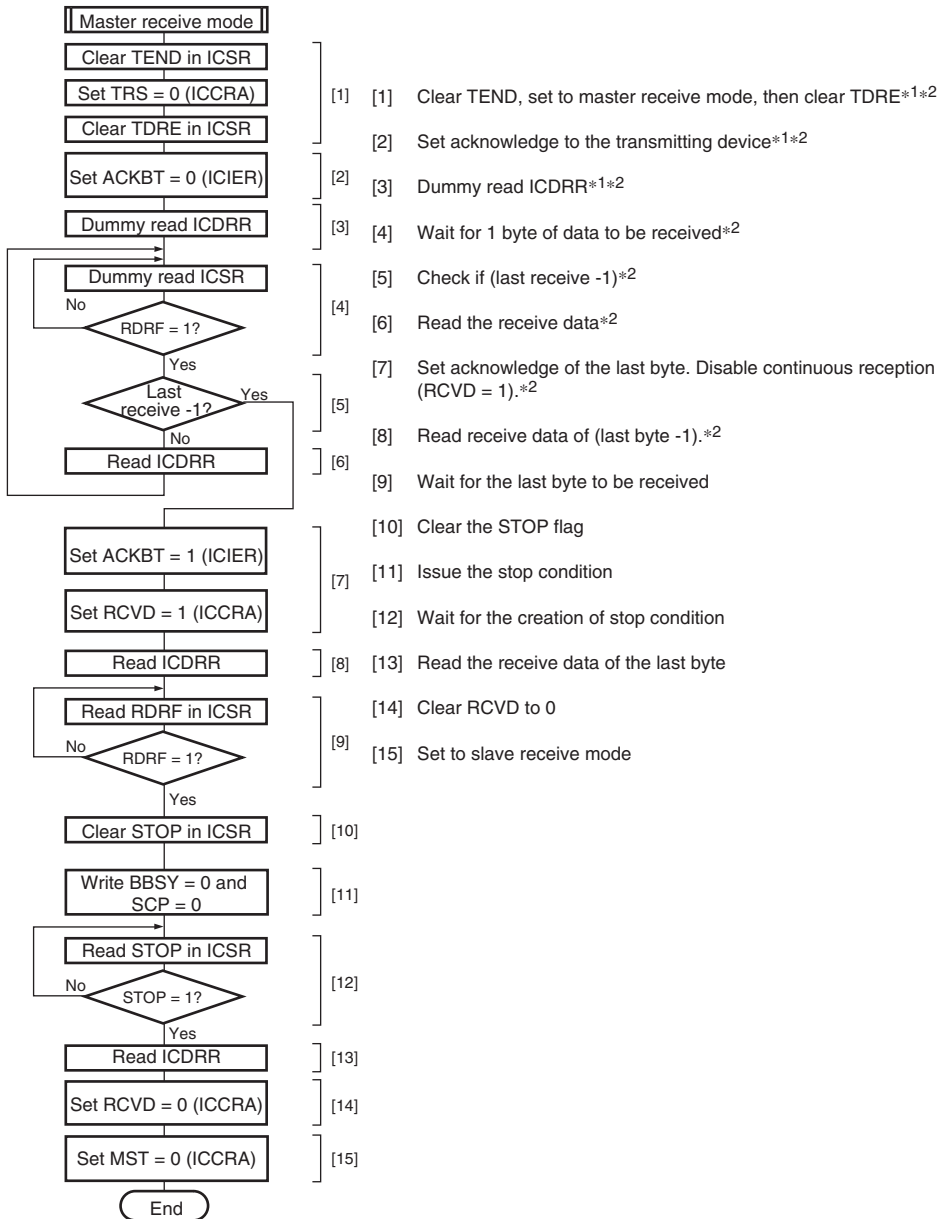 Master receive mode
Clear TEND in ICSR
Set TRS = 0 (ICCRA)
Clear TDRE in ICSR
[1]
Set ACKBT = 0 (ICIER)
[2]
Dummy read ICDRR
[3]
Dummy read ICSR
No
RDRF = 1?
[4]
Yes
Last
receive -1?
Yes
[5]
No
Read ICDRR
[6]
Set ACKBT = 1 (ICIER)
[7]
Set RCVD = 1 (ICCRA)
Read ICDRR
[8]
Read RDRF in ICSR
No
RDRF = 1?
[9]
Yes
Clear STOP in ICSR
[10]
Write BBSY = 0 and
SCP = 0
[11]
Read STOP in ICSR
No
STOP = 1?
[12]
Yes
Read ICDRR
[13]
Set RCVD = 0 (ICCRA)
[14]
Set MST = 0 (ICCRA)
[15]
End
[1] Clear TEND, set to master receive mode, then clear TDRE*1*2
[2] Set acknowledge to the transmitting device*1*2
[3] Dummy read ICDRR*1*2
[4] Wait for 1 byte of data to be received*2
[5] Check if (last receive -1)*2
[6] Read the receive data*2
[7] Set acknowledge of the last byte. Disable continuous reception
(RCVD = 1).*2
[8] Read receive data of (last byte -1).*2
[9] Wait for the last byte to be received
[10] Clear the STOP flag
[11] Issue the stop condition
[12] Wait for the creation of stop condition
[13] Read the receive data of the last byte
[14] Clear RCVD to 0
[15] Set to slave receive mode